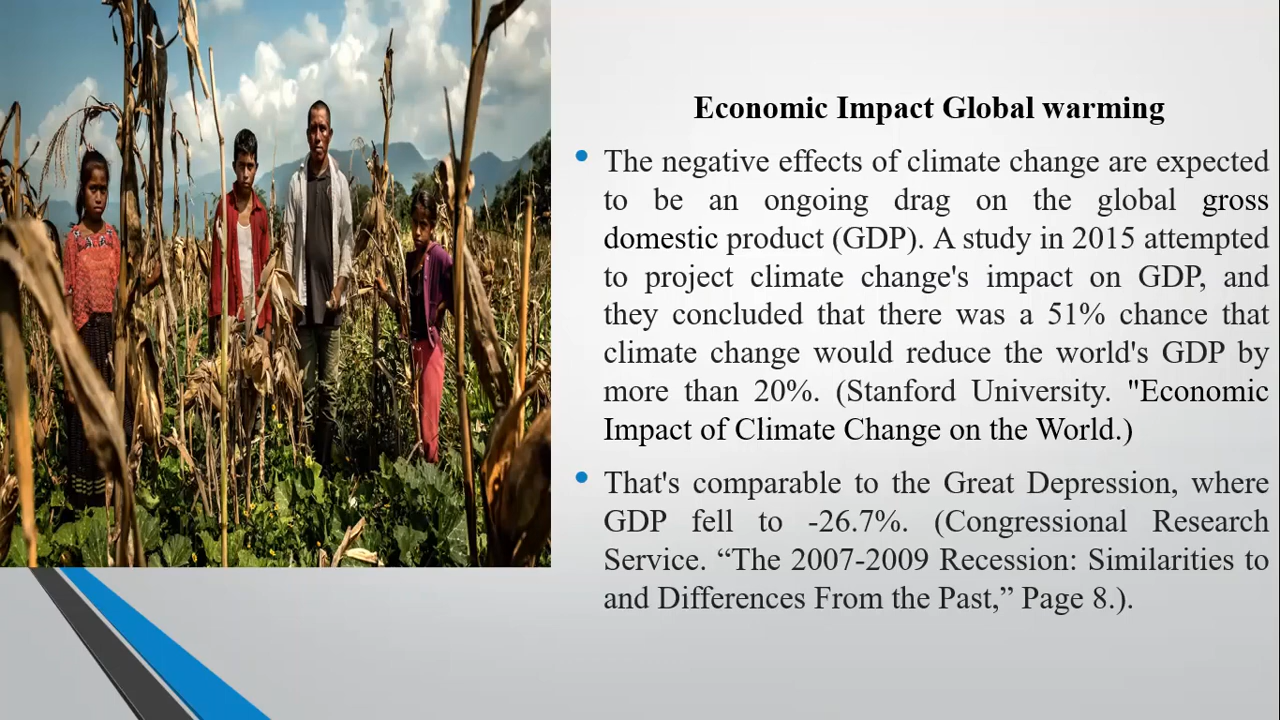 Economic Impact Global warming
The negative effects of climate change are expected
to be an ongoing drag on the global gross
domestic product (GDP). A study in 2015 attempted
to project climate change's impact on GDP, and
they concluded that there was a 51% chance that
climate change would reduce the world's GDP by
more than 20%. (Stanford University. "Economic
Impact of Climate Change on the World.)
That's comparable to the Great Depression, where
GDP fell to -26.7%. (Congressional Research
Service. “The 2007-2009 Recession: Similarities to
and Differences From the Past,” Page 8.).